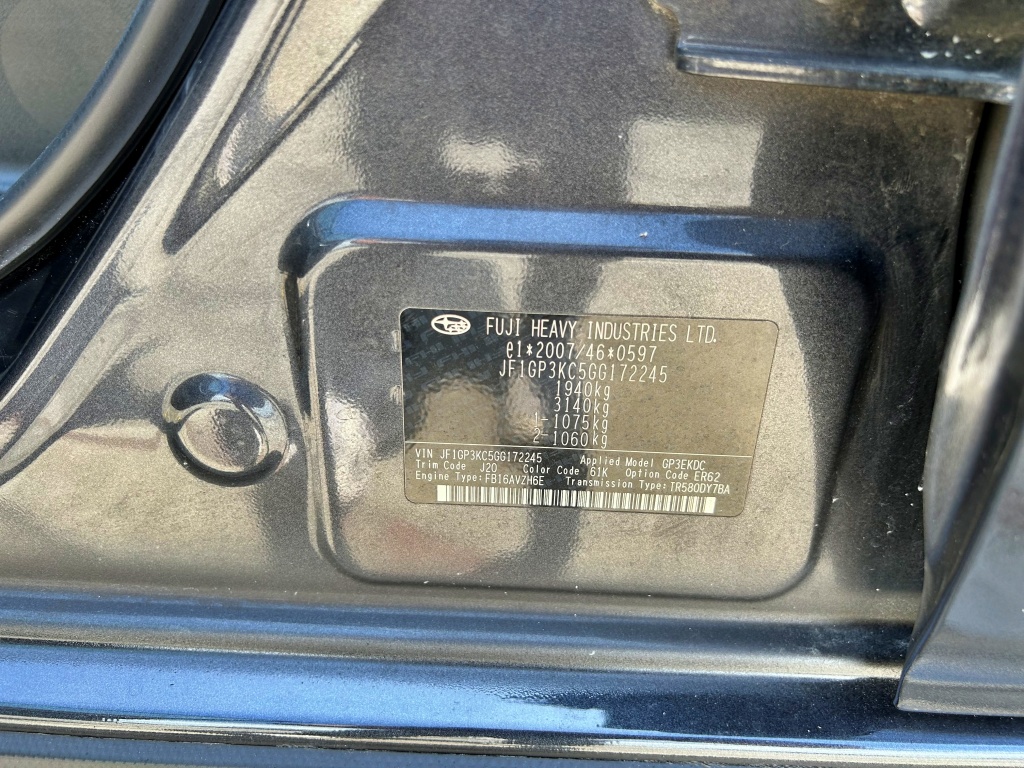 FUJI HEAVY INDUSTRIES LTD.
e1*2007/46*0597
JF1GP3KC5GG172245
1940kg
3140kg
1-1075kg
2-1060kg
VIN JF1GP3KC5GG172245 Applied Model GP3EKDC
Trim Code J20 Color Code 61K Option Code ER62
Engine Type:FB16AVZH6E Transmission Type:TR580DY7BA